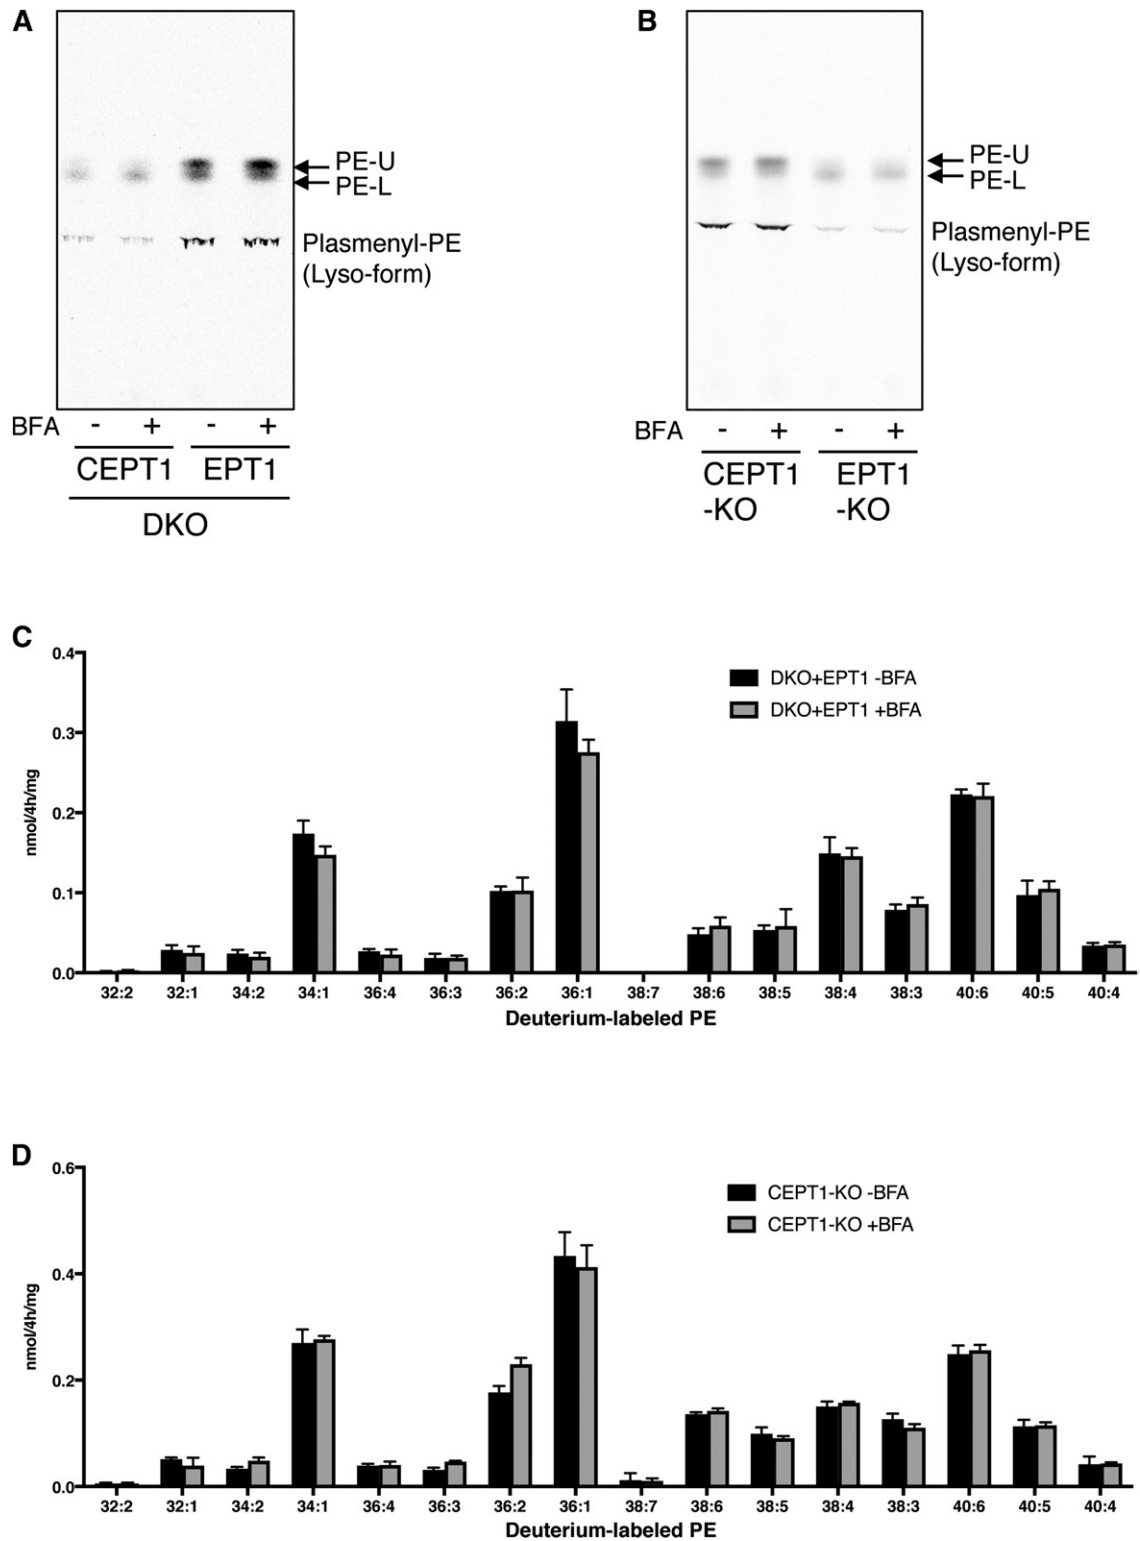 A
PE-U
PE-L
Plasmenyl-PE
(Lyso-form)
BFA - + - +
CEPT1 EPT1
DKO
B
PE-U
PE-L
Plasmenyl-PE
(Lyso-form)
BFA - + - +
CEPT1 EPT1
-KO -KO
C
0.4
0.3
0.2
0.1
0.0
nmol/4h/mg
DKO+EPT1 -BFA
DKO+EPT1 +BFA
32:2 32:1 34:2 34:1 36:4 36:3 36:2 36:1 38:7 38:6 38:5 38:4 38:3 40:6 40:5 40:4
Deuterium-labeled PE
D
0.6
0.4
0.2
0.0
nmol/4h/mg
CEPT1-KO -BFA
CEPT1-KO +BFA
32:2 32:1 34:2 34:1 36:4 36:3 36:2 36:1 38:7 38:6 38:5 38:4 38:3 40:6 40:5 40:4
Deuterium-labeled PE